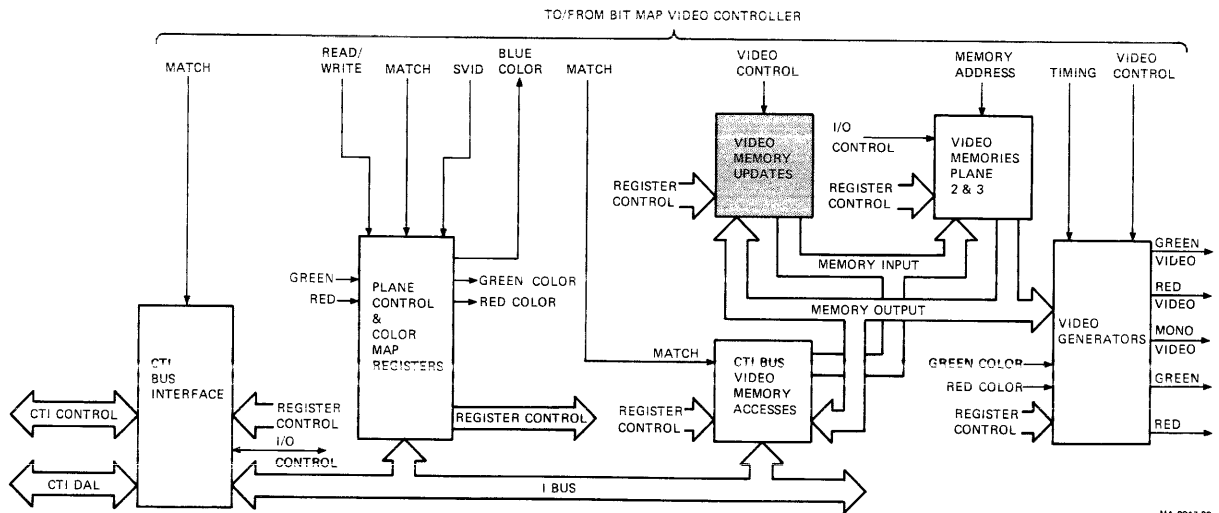 TO/FROM BIT MAP VIDEO CONTROLLER
MATCH
READ/
WRITE
MATCH
SVID
BLUE
COLOR
MATCH
VIDEO
CONTROL
MEMORY
ADDRESS
TIMING
VIDEO
CONTROL
VIDEO
MEMORY
UPDATES
I/O
CONTROL
VIDEO
MEMORIES
PLANE
2 & 3
REGISTER
CONTROL
REGISTER
CONTROL
MEMORY INPUT
MEMORY OUTPUT
GREEN
RED
PLANE
CONTROL
&
COLOR
MAP
REGISTERS
GREEN COLOR
RED COLOR
CTI
BUS
INTERFACE
MATCH
CTI BUS
VIDEO
MEMORY
ACCESSES
VIDEO
GENERATORS
GREEN
VIDEO
RED
VIDEO
MONO
VIDEO
GREEN
RED
GREEN COLOR
RED COLOR
REGISTER
CONTROL
CTI CONTROL
REGISTER
CONTROL
I/O
CONTROL
REGISTER CONTROL
REGISTER
CONTROL
CTI DAL
I BUS